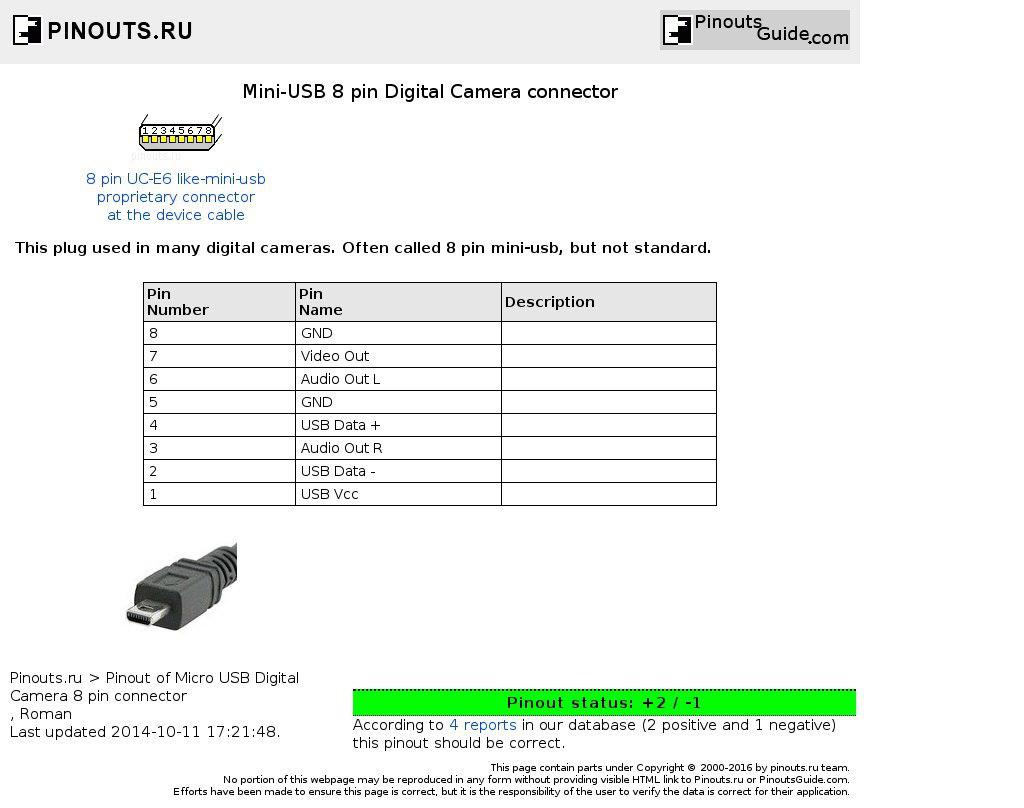 PINOUTS.RU
Pinouts
Guide.com
Mini-USB 8 pin Digital Camera connector
1 2 3 4 5 6 7 8
pinouts.ru
8 pin UC-E6 like-mini-usb
proprietary connector
at the device cable
This plug used in many digital cameras. Often called 8 pin mini-usb, but not standard.
Pin Number Pin Name Description
8 GND
7 Video Out
6 Audio Out L
5 GND
4 USB Data +
3 Audio Out R
2 USB Data -
1 USB Vcc
Pinouts.ru > Pinout of Micro USB Digital
Camera 8 pin connector
, Roman
Last updated 2014-10-11 17:21:48.
Pinout status: +2 / -1
According to 4 reports in our database (2 positive and 1 negative)
this pinout should be correct.
This page contain parts under Copyright © 2000-2016 by pinouts.ru team.
No portion of this webpage may be reproduced in any form without providing visible HTML link to Pinouts.ru or PinoutsGuide.com.
Efforts have been made to ensure this page is correct, but it is the responsibility of the user to verify the data is correct for their application.